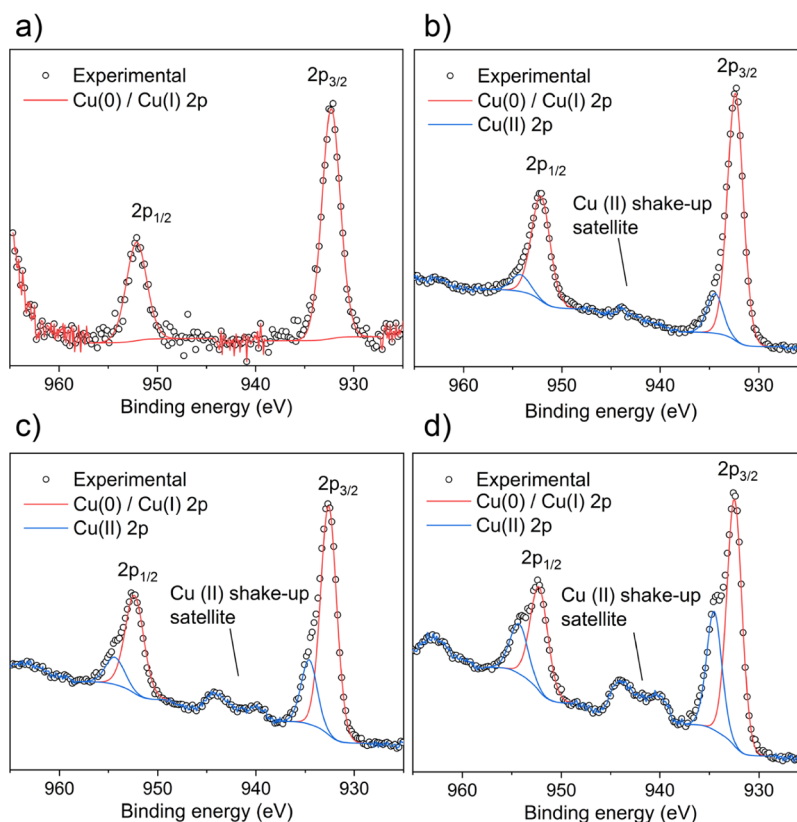 a)
Experimental
Cu(0) / Cu(I) 2p
2p3/2
2p1/2
960 950 940 930
Binding energy (eV)
b)
Experimental
Cu(0) / Cu(I) 2p
Cu(II) 2p
2p3/2
2p1/2
Cu (II) shake-up
satellite
960 950 940 930
Binding energy (eV)
c)
Experimental
Cu(0) / Cu(I) 2p
Cu(II) 2p
2p3/2
2p1/2
Cu (II) shake-up
satellite
960 950 940 930
Binding energy (eV)
d)
Experimental
Cu(0) / Cu(I) 2p
Cu(II) 2p
2p3/2
2p1/2
Cu (II) shake-up
satellite
960 950 940 930
Binding energy (eV)